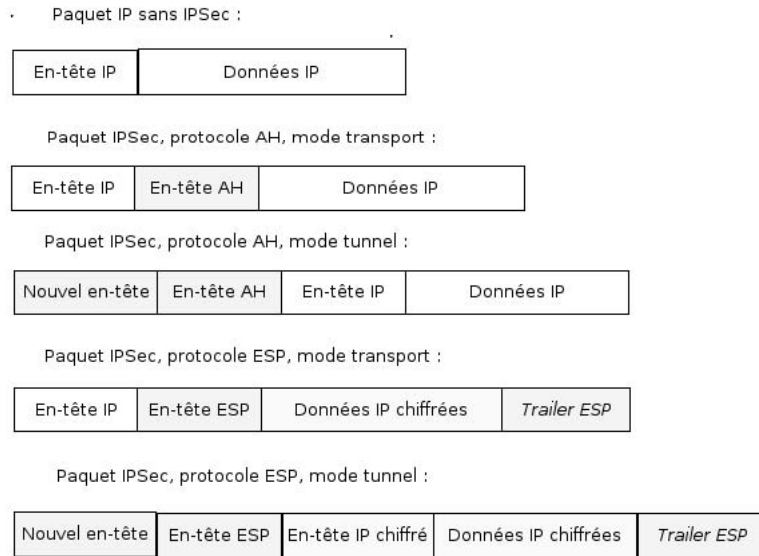 Paquet IP sans IPSec :
En-tête IP Données IP
Paquet IPSec, protocole AH, mode transport :
En-tête IP En-tête AH Données IP
Paquet IPSec, protocole AH, mode tunnel :
Nouvel en-tête En-tête AH En-tête IP Données IP
Paquet IPSec, protocole ESP, mode transport :
En-tête IP En-tête ESP Données IP chiffrées Trailer ESP
Paquet IPSec, protocole ESP, mode tunnel :
Nouvel en-tête En-tête ESP En-tête IP chiffré Données IP chiffrées Trailer ESP